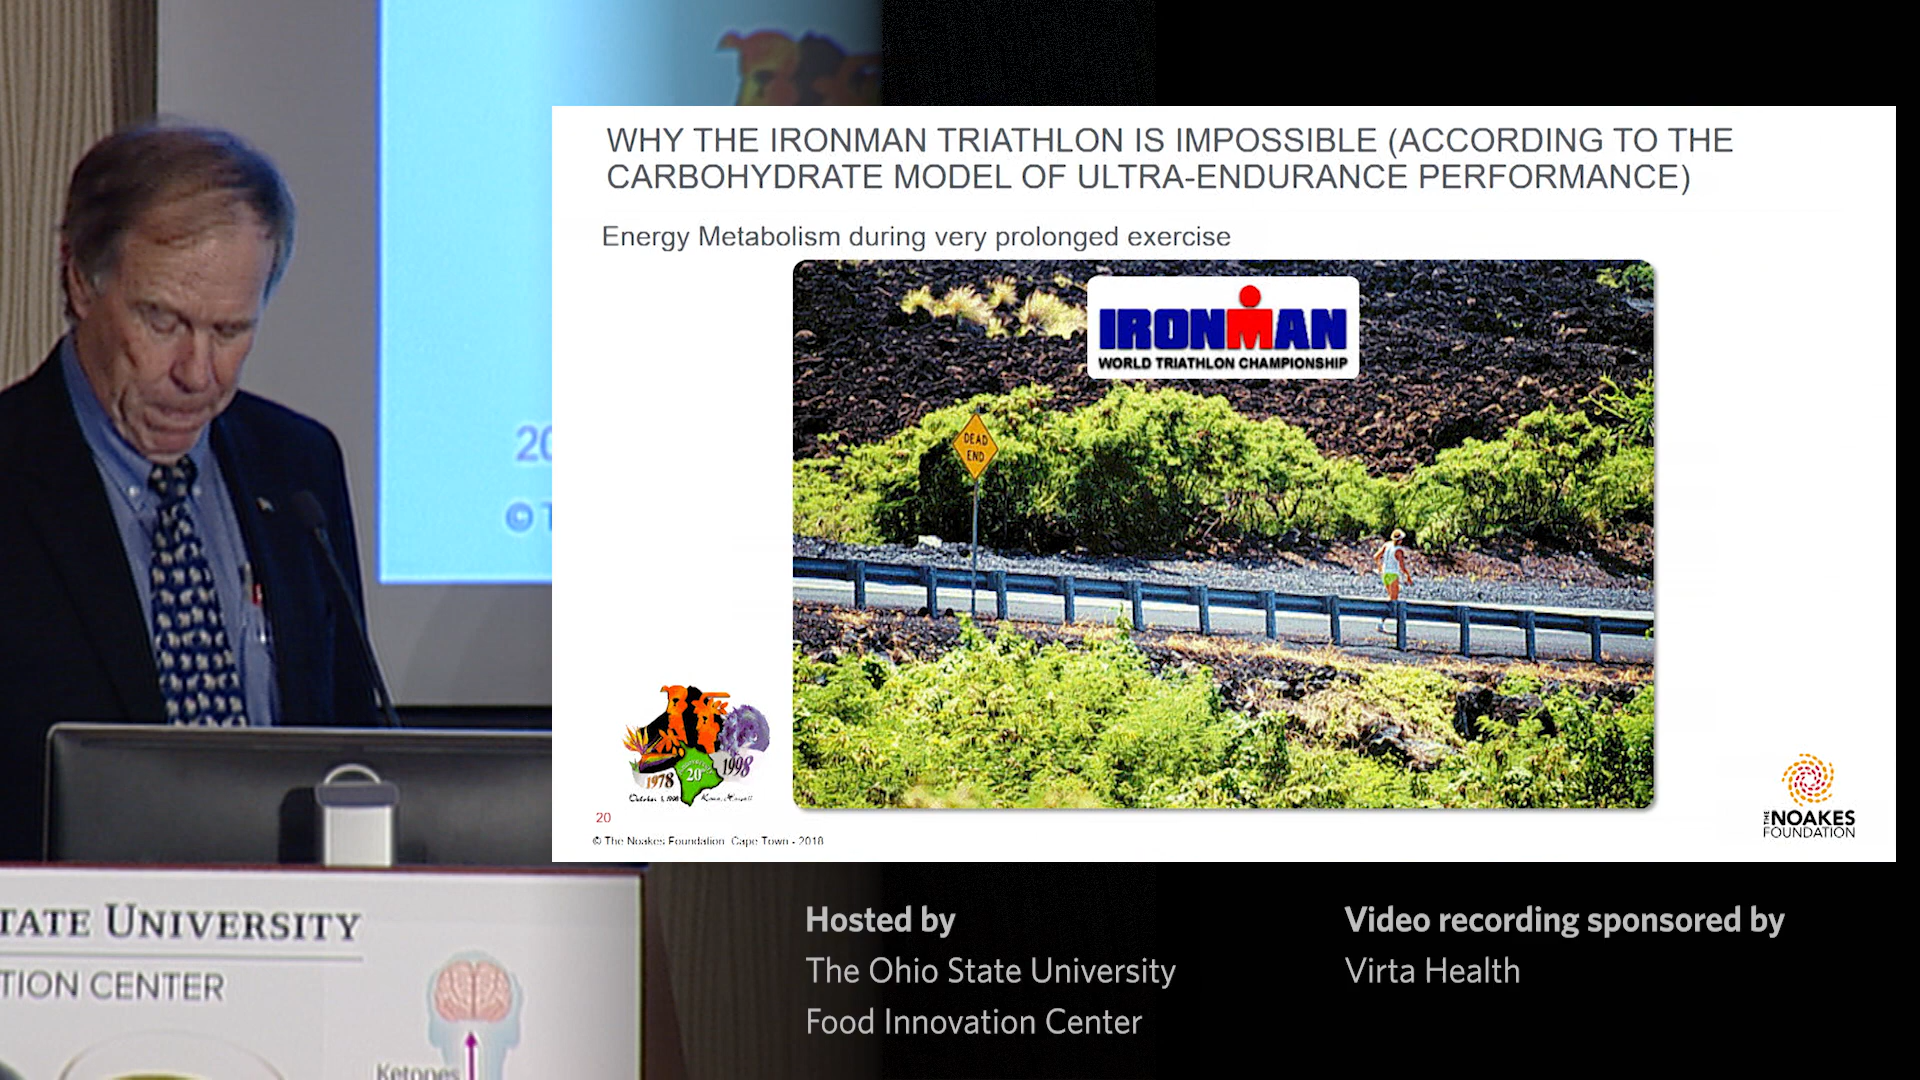 WHY THE IRONMAN TRIATHLON IS IMPOSSIBLE (ACCORDING TO THE
CARBOHYDRATE MODEL OF ULTRA-ENDURANCE PERFORMANCE)
Energy Metabolism during very prolonged exercise
IRONMAN
WORLD TRIATHLON CHAMPIONSHIP
DEAD
END
1978
20
1998
20
© The Noakes Foundation Cape Town - 2018
THE NOAKES
FOUNDATION
20
©
TATE UNIVERSITY
TION CENTER
Ketones
Hosted by
The Ohio State University
Food Innovation Center
Video recording sponsored by
Virta Health